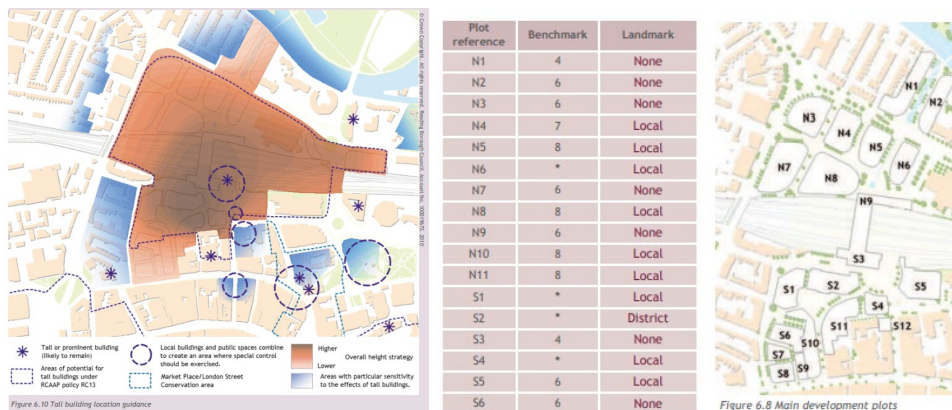 © Crown Copyright. All rights reserved. Reading Borough Council. Account No. 100019672. 2010
Tall or prominent building
(likely to remain)
Areas of potential for
tall buildings under
RCAAP policy RC13
Local buildings and public spaces combine
to create an area where special control
should be exercised.
Market Place/London Street
Conservation area
Higher
Overall height strategy
Lower
Areas with particular sensitivity
to the effects of tall buildings.
Figure 6.10 Tall building location guidance
Plot reference Benchmark Landmark
N1 4 None
N2 6 None
N3 6 None
N4 7 Local
N5 8 Local
N6 * Local
N7 6 None
N8 8 Local
N9 6 None
N10 8 Local
N11 8 Local
S1 * Local
S2 * District
S3 4 None
S4 * Local
S5 6 Local
S6 6 None
N1
N2
N3
N4
N5
N6
N7
N8
N9
S3
S1
S2
S5
S4
S6
S11
S12
S10
S7
S8
S9
Figure 6.8 Main development plots